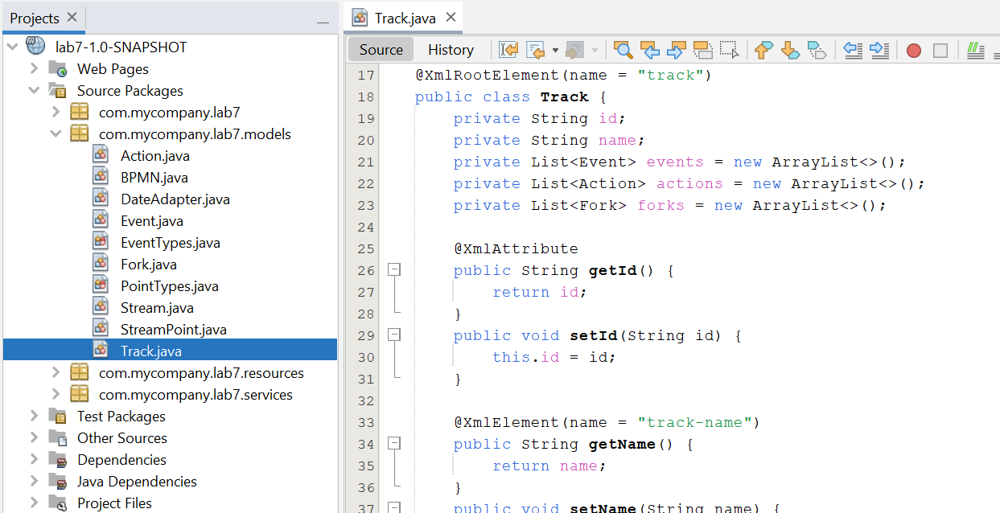 Projects
lab7-1.0-SNAPSHOT
Web Pages
Source Packages
com.mycompany.lab7
com.mycompany.lab7.models
Action.java
BPMN.java
DateAdapter.java
Event.java
EventTypes.java
Fork.java
PointTypes.java
Stream.java
StreamPoint.java
Track.java
com.mycompany.lab7.resources
com.mycompany.lab7.services
Test Packages
Other Sources
Dependencies
Java Dependencies
Project Files
Track.java
Source History
17 @XmlRootElement(name = "track")
18 public class Track {
19 private String id;
20 private String name;
21 private List<Event> events = new ArrayList<>();
22 private List<Action> actions = new ArrayList<>();
23 private List<Fork> forks = new ArrayList<>();
24
25 @XmlAttribute
26 public String getId() {
27 return id;
28 }
29 public void setId(String id) {
30 this.id = id;
31 }
32
33 @XmlElement(name = "track-name")
34 public String getName() {
35 return name;
36 }
37 public void setName(String name) {